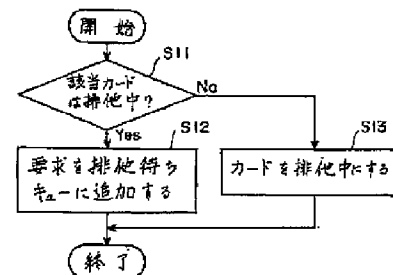 開始
S11
該当カード
は排他中?
No
Yes
S12
要求を排他待ち
キューに追加する
S13
カードを排他中にする
終了